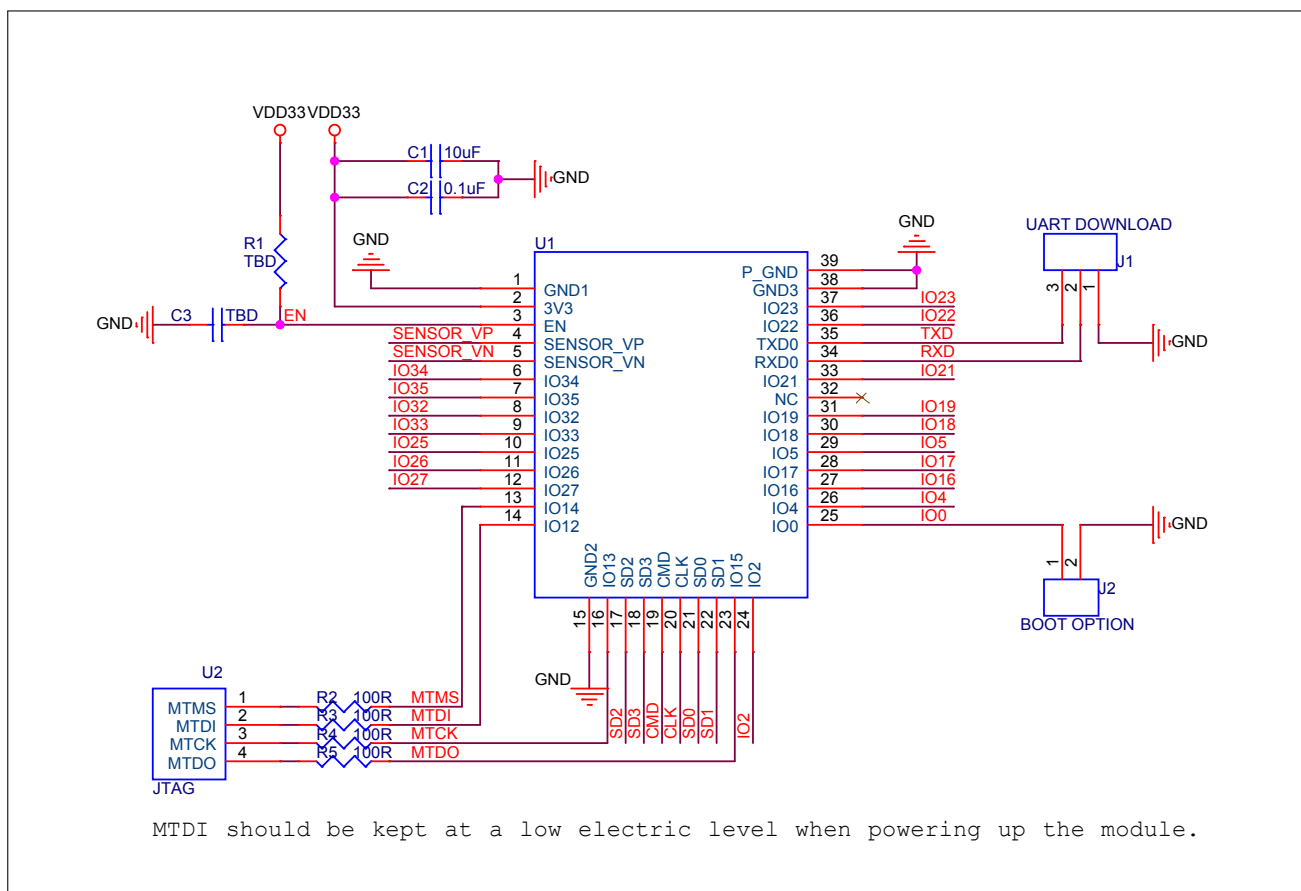 VDD33 VDD33
C1 10uF
C2 0.1uF
GND
R1
TBD
GND
C3 TBD EN
GND
U1
1 GND1
2 3V3
3 EN
SENSOR_VP 4 SENSOR_VP
SENSOR_VN 5 SENSOR_VN
IO34 6 IO34
IO35 7 IO35
IO32 8 IO32
IO33 9 IO33
IO25 10 IO25
IO26 11 IO26
IO27 12 IO27
13 IO14
14 IO12
GND
P_GND 39
GND3 38
IO23 37 IO23
IO22 36 IO22
TXD0 35 TXD
RXD0 34 RXD
IO21 33 IO21
NC 32
IO19 31 IO19
IO18 30 IO18
IO5 29 IO5
IO17 28 IO17
IO16 27 IO16
IO4 26 IO4
IO0 25 IO0
UART DOWNLOAD
J1
3 2 1
GND
GND
1 2
J2
BOOT OPTION
GND2 IO13 SD2 SD3 CMD CLK SD0 SD1 IO15 IO2
15 16 17 18 19 20 21 22 23 24
GND
SD2 SD3 CMD CLK SD0 SD1 IO2
U2
MTMS 1 R2 100R MTMS
MTDI 2 R3 100R MTDI
MTCK 3 R4 100R MTCK
MTDO 4 R5 100R MTDO
JTAG
MTDI should be kept at a low electric level when powering up the module.